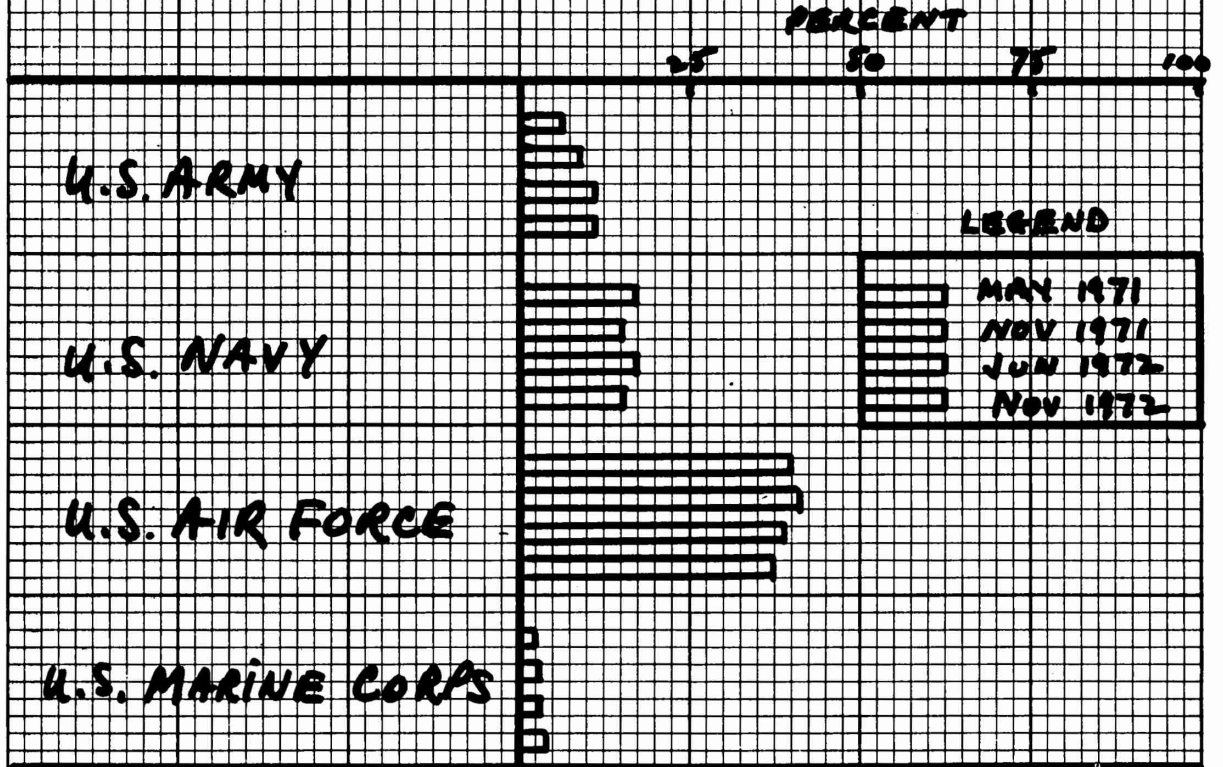 PERCENT
25 50 75 100
U.S. ARMY
LEGEND
MAY 1971
NOV 1971
U.S. NAVY
JUN 1972
NOV 1972
U.S. AIR FORCE
U.S. MARINE CORPS